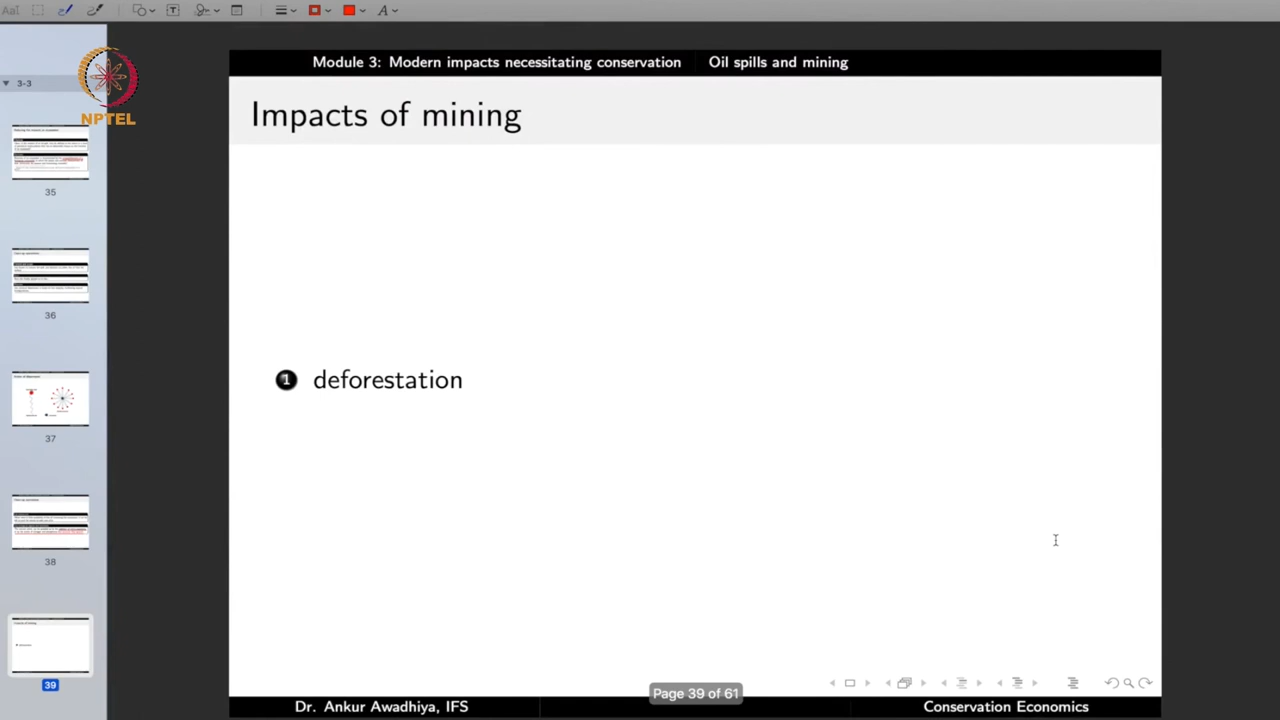 3-3
NPTEL
35
36
37
38
39
Module 3: Modern impacts necessitating conservation Oil spills and mining
Impacts of mining
1 deforestation
Page 39 of 61
Dr. Ankur Awadhiya, IFS Conservation Economics